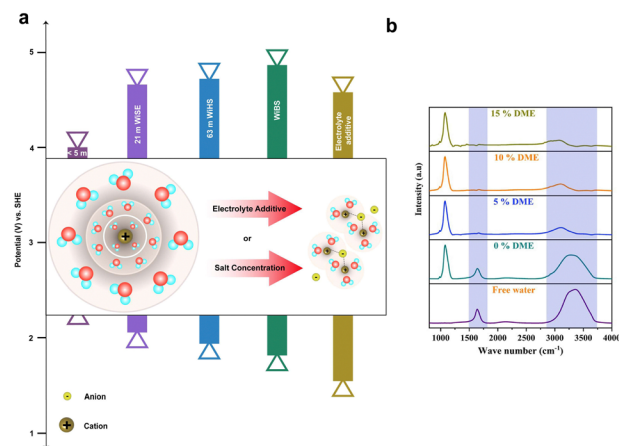 a
b
Potential (V) vs. SHE
5
4
3
2
1
< 5 m
21 m WiSE
63 m WiHS
WiBS
Electrolyte
additive
Electrolyte Additive
or
Salt Concentration
+
+
Anion
Cation
Intensity (a.u)
15 % DME
10 % DME
5 % DME
0 % DME
Free water
1000 1500 2000 2500 3000 3500 4000
Wave number (cm⁻¹)